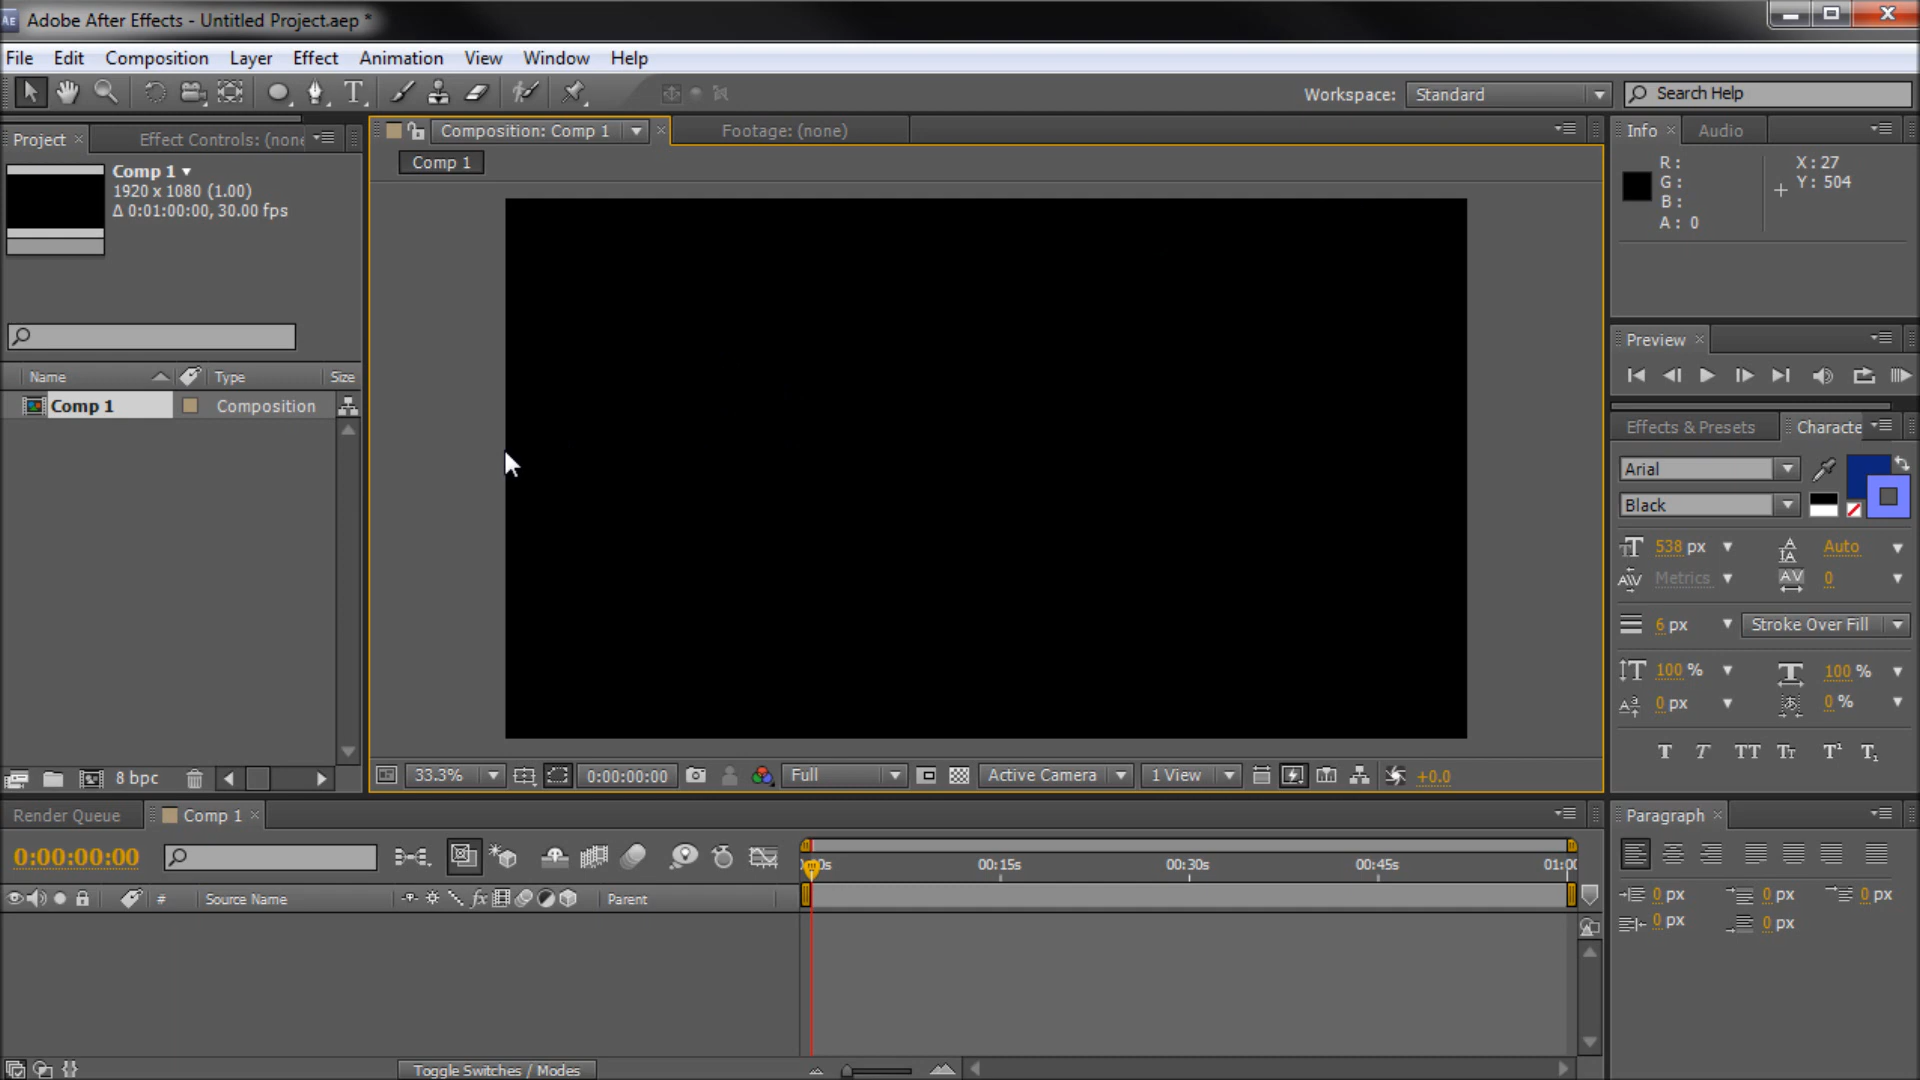 Adobe After Effects - Untitled Project.aep *
File Edit Composition Layer Effect Animation View Window Help
Workspace: Standard Search Help
Project Effect Controls: (none
Comp 1
1920 x 1080 (1.00)
Δ 0:01:00:00, 30.00 fps
Name Type Size
Comp 1 Composition
8 bpc
Composition: Comp 1 Footage: (none)
Comp 1
33.3% 0:00:00:00 Full Active Camera 1 View +0.0
Info Audio
R: X: 27
G: Y: 504
B:
A: 0
Preview
Effects & Presets Characte
Arial
Black
538 px Auto
Metrics 0
6 px Stroke Over Fill
100 % 100 %
0 px 0 %
T T TT Tt T¹ T₁
Render Queue Comp 1
0:00:00:00
00:15s 00:30s 00:45s 01:00
# Source Name fx Parent
Toggle Switches / Modes
Paragraph
0 px 0 px 0 px
0 px 0 px